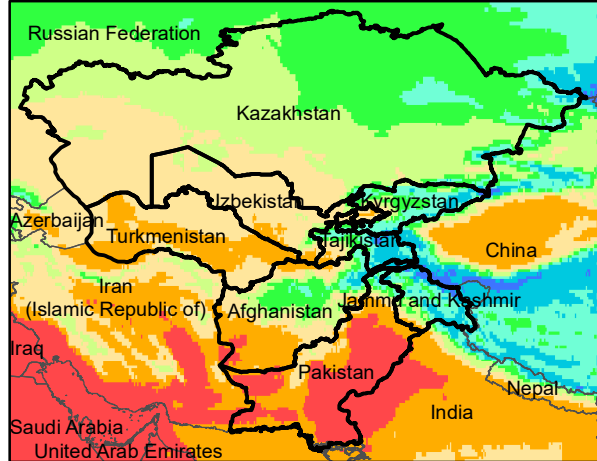 Russian Federation
Kazakhstan
Izbekistan
Kyrgyzstan
Azerbaijan
Turkmenistan
Tajikistan
China
Iran
(Islamic Republic of)
Afghanistan
Jammu and Kashmir
Iraq
Pakistan
Nepal
India
Saudi Arabia
United Arab Emirates